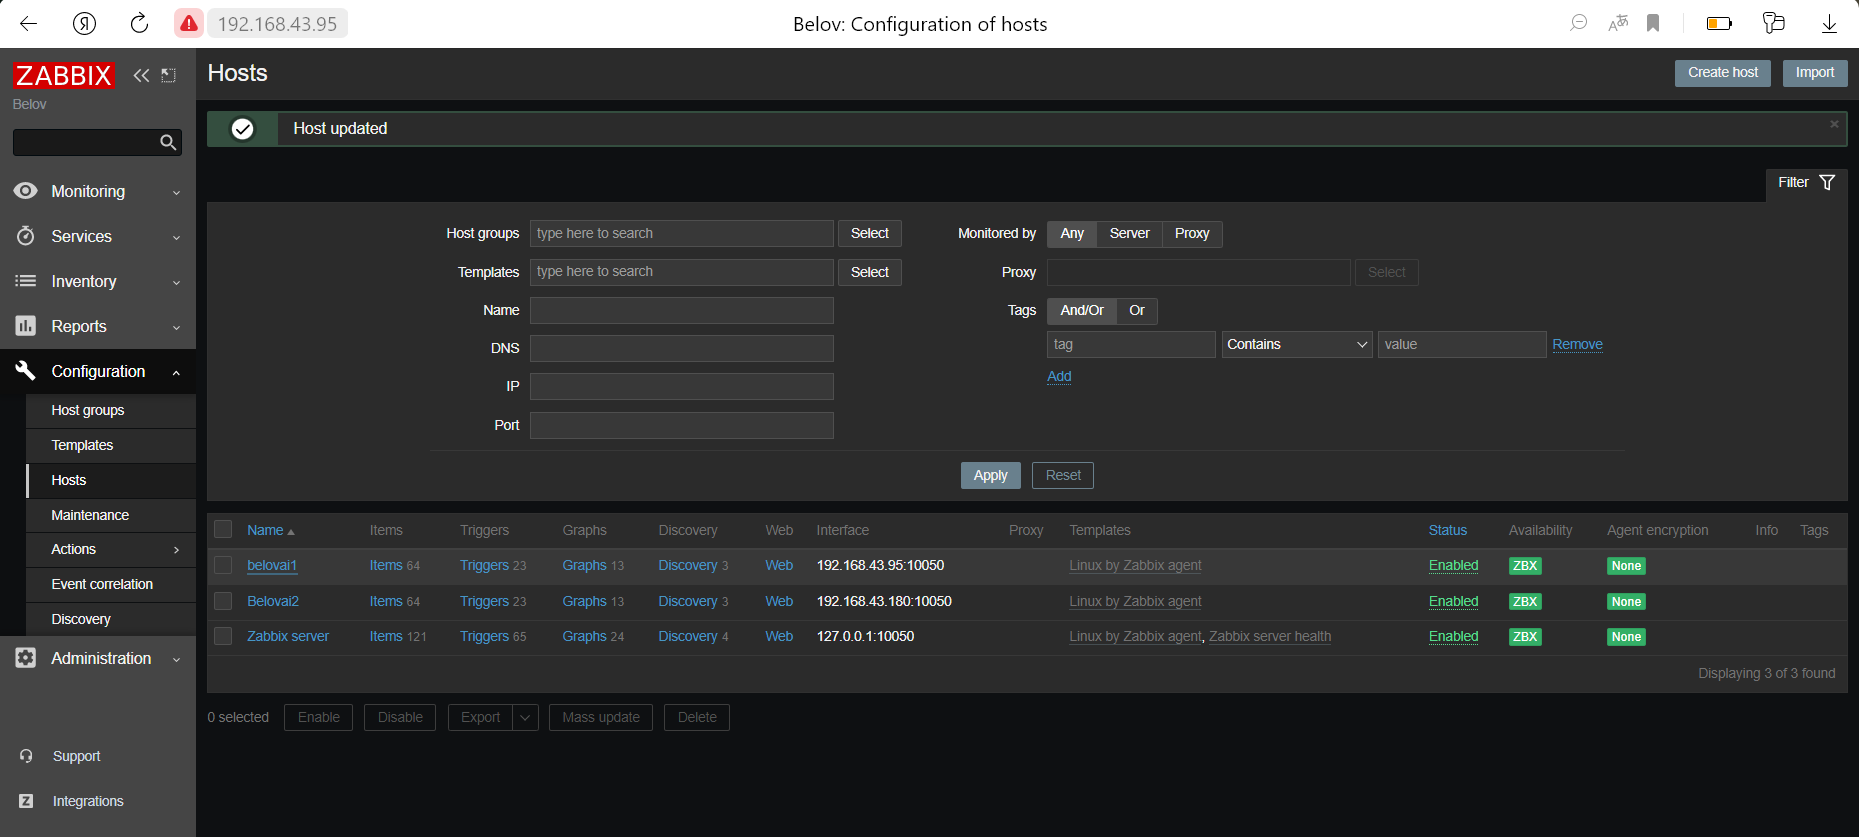 Я
192.168.43.95
Belov: Configuration of hosts
ZABBIX
Belov
Monitoring
Services
Inventory
Reports
Configuration
Host groups
Templates
Hosts
Maintenance
Actions
Event correlation
Discovery
Administration
Support
Z Integrations
Hosts
Create host Import
Host updated
Filter
Host groups type here to search Select
Templates type here to search Select
Name
DNS
IP
Port
Monitored by Any Server Proxy
Proxy Select
Tags And/Or Or
tag Contains value Remove
Add
Apply Reset
Name Items Triggers Graphs Discovery Web Interface Proxy Templates Status Availability Agent encryption Info Tags
belovai1 Items 64 Triggers 23 Graphs 13 Discovery 3 Web 192.168.43.95:10050 Linux by Zabbix agent Enabled ZBX None
Belovai2 Items 64 Triggers 23 Graphs 13 Discovery 3 Web 192.168.43.180:10050 Linux by Zabbix agent Enabled ZBX None
Zabbix server Items 121 Triggers 65 Graphs 24 Discovery 4 Web 127.0.0.1:10050 Linux by Zabbix agent, Zabbix server health Enabled ZBX None
Displaying 3 of 3 found
0 selected Enable Disable Export Mass update Delete